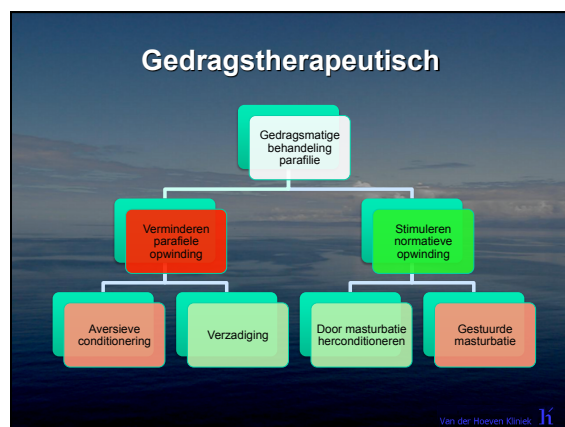 Gedragstherapeutisch
Gedragsmatige
behandeling
parafilie
Verminderen
parafiele
opwinding
Stimuleren
normatieve
opwinding
Aversieve
conditionering
Verzadiging
Door masturbatie
herconditioneren
Gestuurde
masturbatie
Van der Hoeven Kliniek